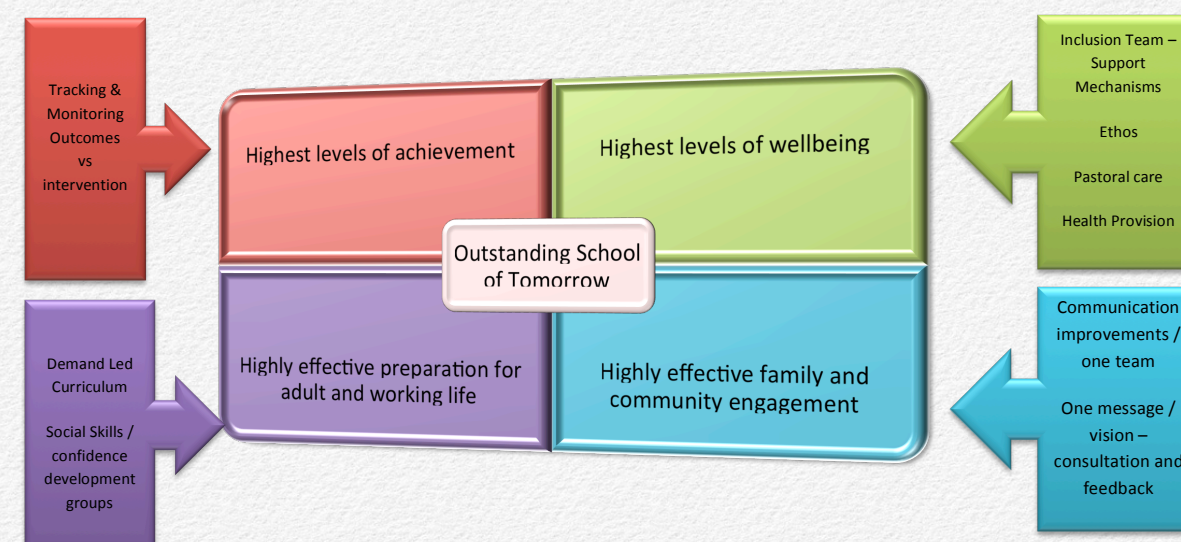 Tracking &
Monitoring
Outcomes
vs
intervention
Highest levels of achievement
Highest levels of wellbeing
Inclusion Team –
Support
Mechanisms
Ethos
Pastoral care
Health Provision
Outstanding School
of Tomorrow
Demand Led
Curriculum
Social Skills /
confidence
development
groups
Highly effective preparation for
adult and working life
Highly effective family and
community engagement
Communication
improvements /
one team
One message /
vision –
consultation and
feedback